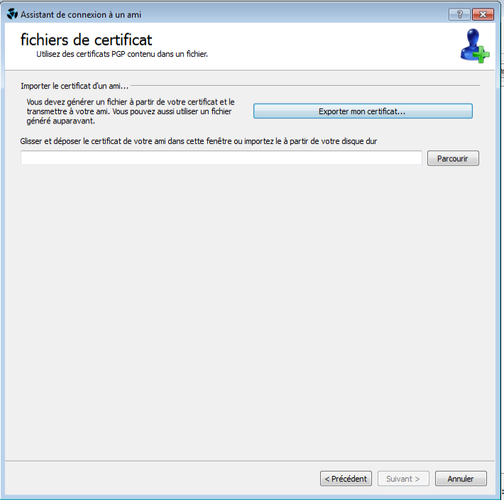 Assistant de connexion à un ami
fichiers de certificat
Utilisez des certificats PGP contenu dans un fichier.
Importer le certificat d'un ami...
Vous devez générer un fichier à partir de votre certificat et le
transmettre à votre ami. Vous pouvez aussi utiliser un fichier
généré auparavant.
Exporter mon certificat...
Glisser et déposer le certificat de votre ami dans cette fenêtre ou importez le à partir de votre disque dur
Parcourir
< Précédent
Suivant >
Annuler